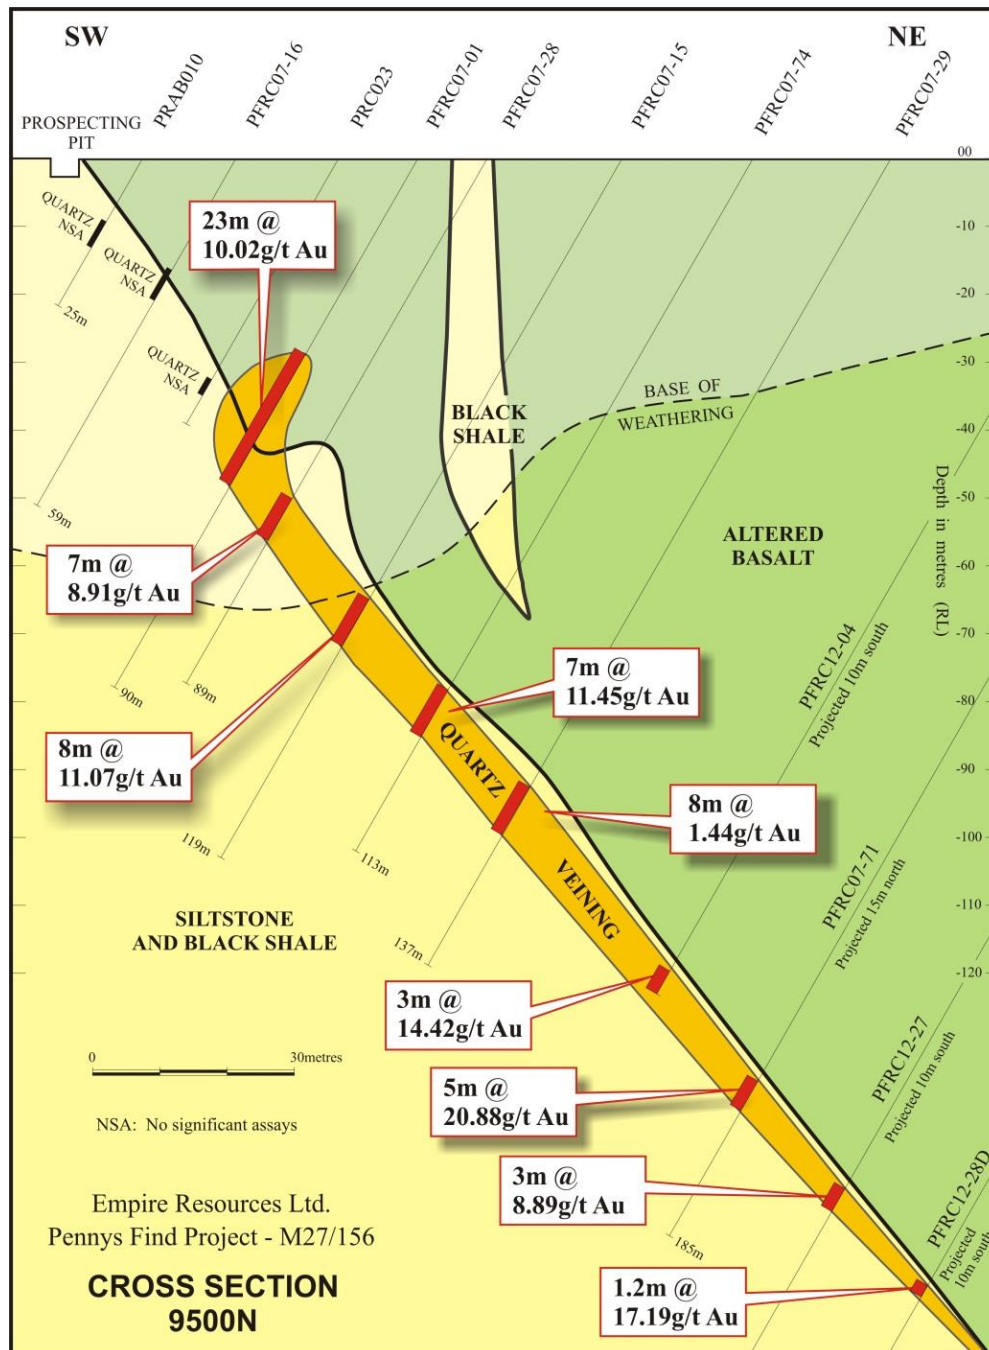 SW
NE
PROSPECTING
PIT
PRAB010
PFRC07-16
PRC023
PFRC07-01
PFRC07-28
PFRC07-15
PFRC07-74
PFRC07-29
00
-10
-20
-30
-40
-50
-60
-70
-80
-90
-100
-110
-120
Depth in metres (RL)
QUARTZ
NSA
QUARTZ
NSA
QUARTZ
NSA
25m
59m
90m
89m
119m
113m
137m
185m
23m @
10.02g/t Au
BLACK
SHALE
BASE OF
WEATHERING
ALTERED
BASALT
7m @
8.91g/t Au
8m @
11.07g/t Au
7m @
11.45g/t Au
8m @
1.44g/t Au
QUARTZ
VEINING
PFRC12-04
Projected 10m south
PFRC07-71
Projected 15m north
PFRC12-27
Projected 10m south
PFRC12-28D
Projected
10m south
SILTSTONE
AND BLACK SHALE
3m @
14.42g/t Au
5m @
20.88g/t Au
3m @
8.89g/t Au
1.2m @
17.19g/t Au
0 30metres
NSA: No significant assays
Empire Resources Ltd.
Pennys Find Project - M27/156
CROSS SECTION
9500N